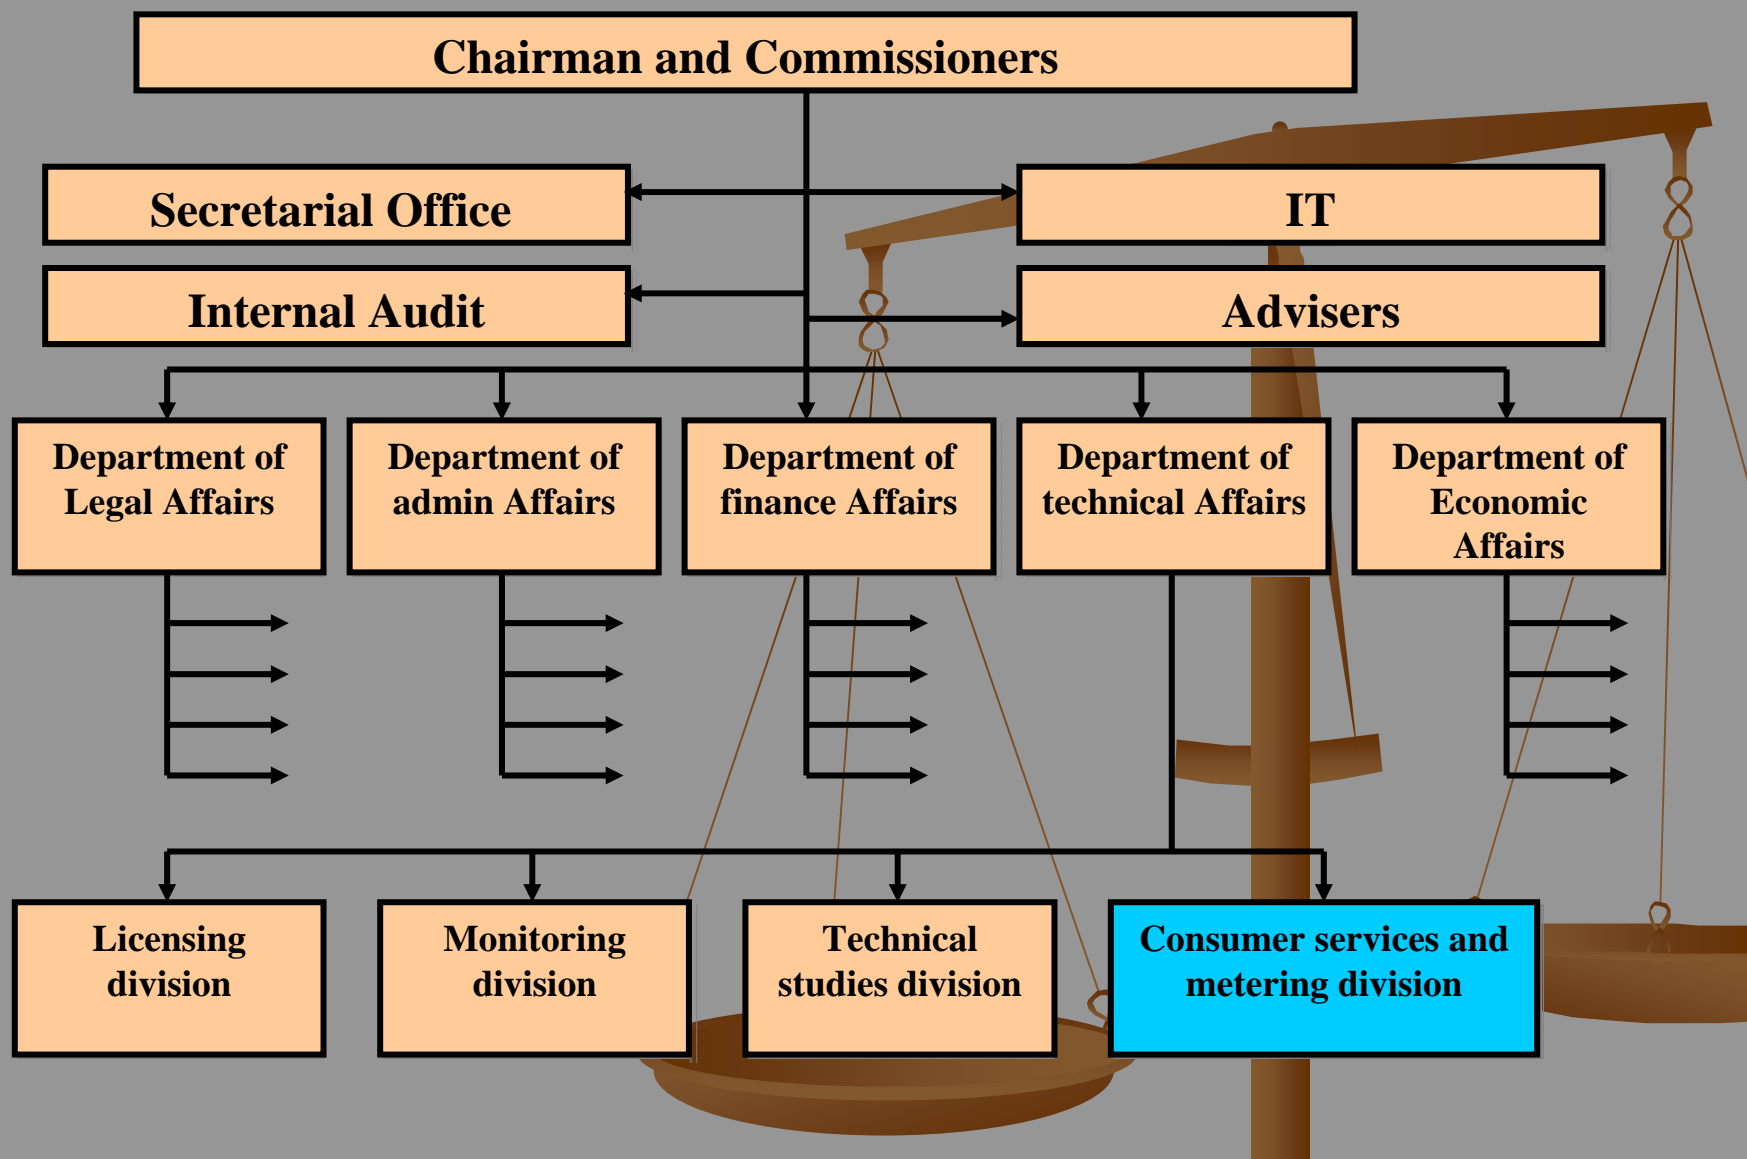 Chairman and Commissioners
Secretarial Office
IT
Internal Audit
Advisers
Department of
Legal Affairs
Department of
admin Affairs
Department of
finance Affairs
Department of
technical Affairs
Department of
Economic
Affairs
Licensing
division
Monitoring
division
Technical
studies division
Consumer services and
metering division